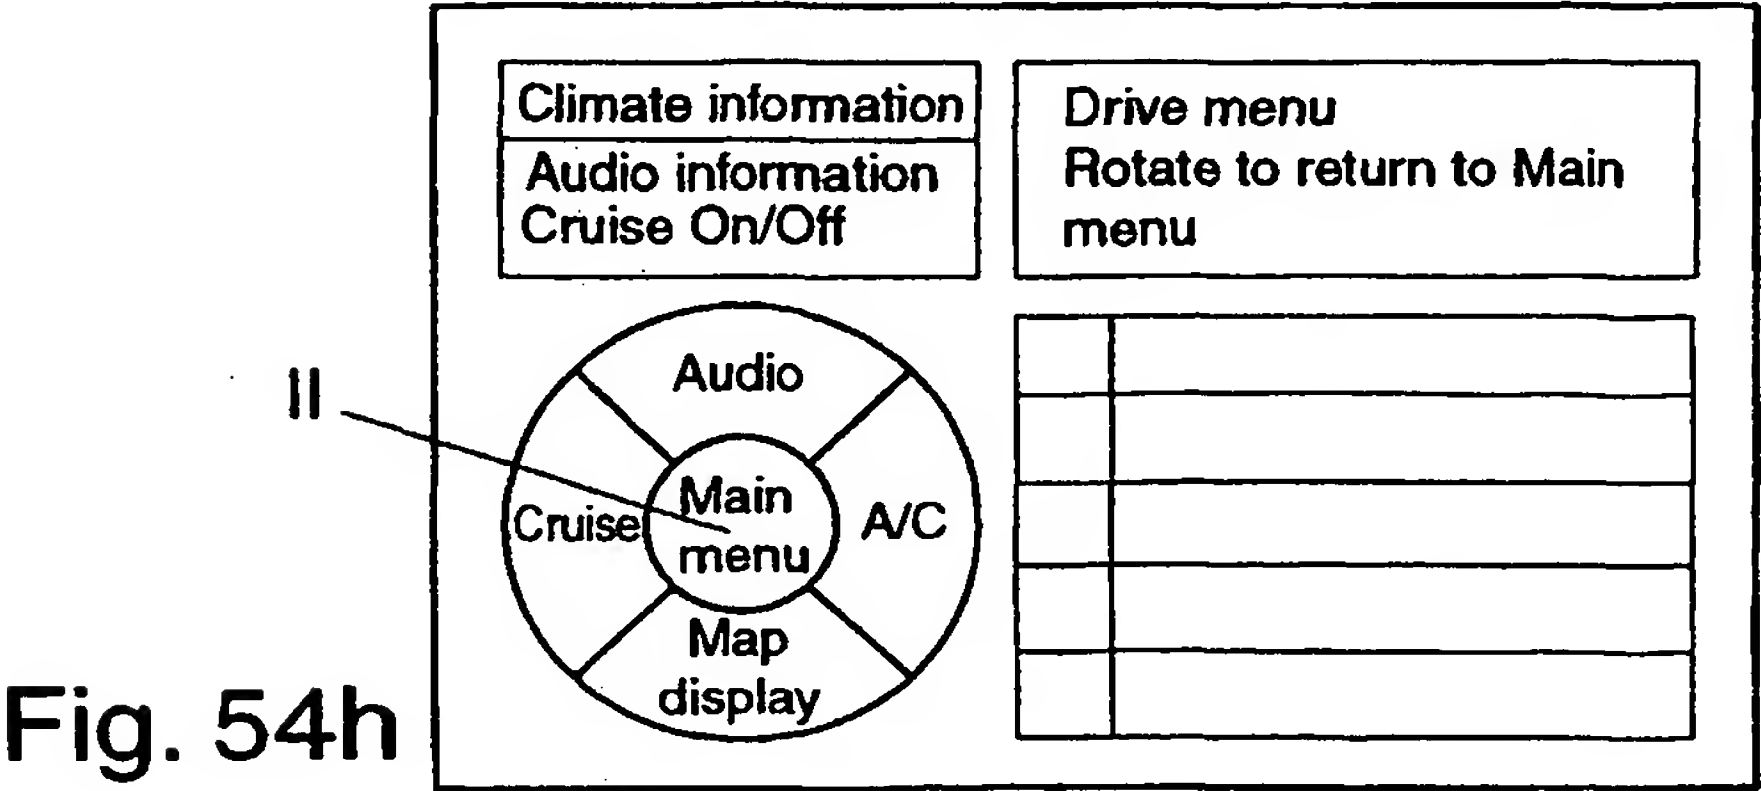 Climate information
Audio information
Cruise On/Off
Drive menu
Rotate to return to Main
menu
II
Audio
Cruise
Main
menu
A/C
Map
display
Fig. 54h